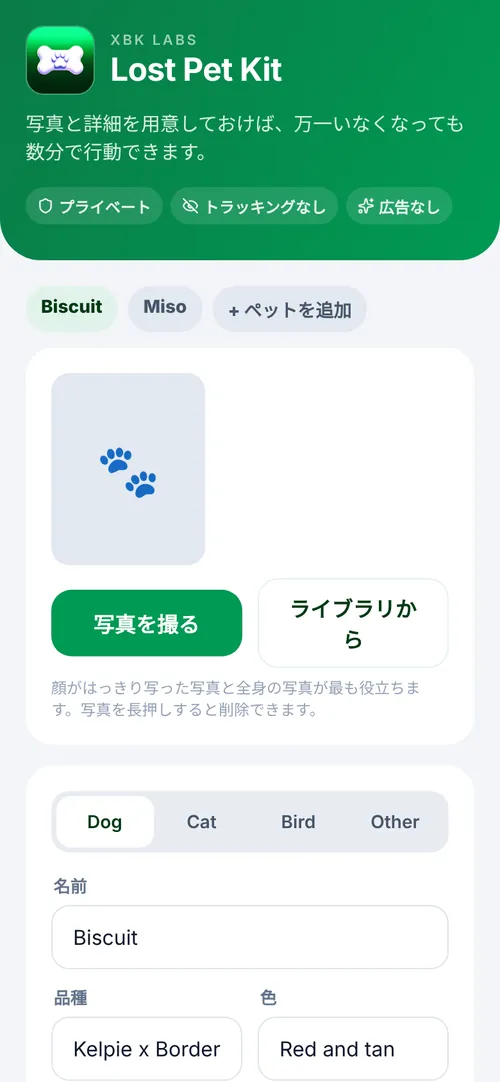 XBK LABS
Lost Pet Kit
写真と詳細を用意しておけば、万一いなくなっても
数分で行動できます。
プライベート
トラッキングなし
広告なし
Biscuit
Miso
+ ペットを追加
写真を撮る
ライブラリか
ら
顔がはっきり写った写真と全身の写真が最も役立ちま
す。写真を長押しすると削除できます。
Dog
Cat
Bird
Other
名前
Biscuit
品種
色
Kelpie x Border
Red and tan